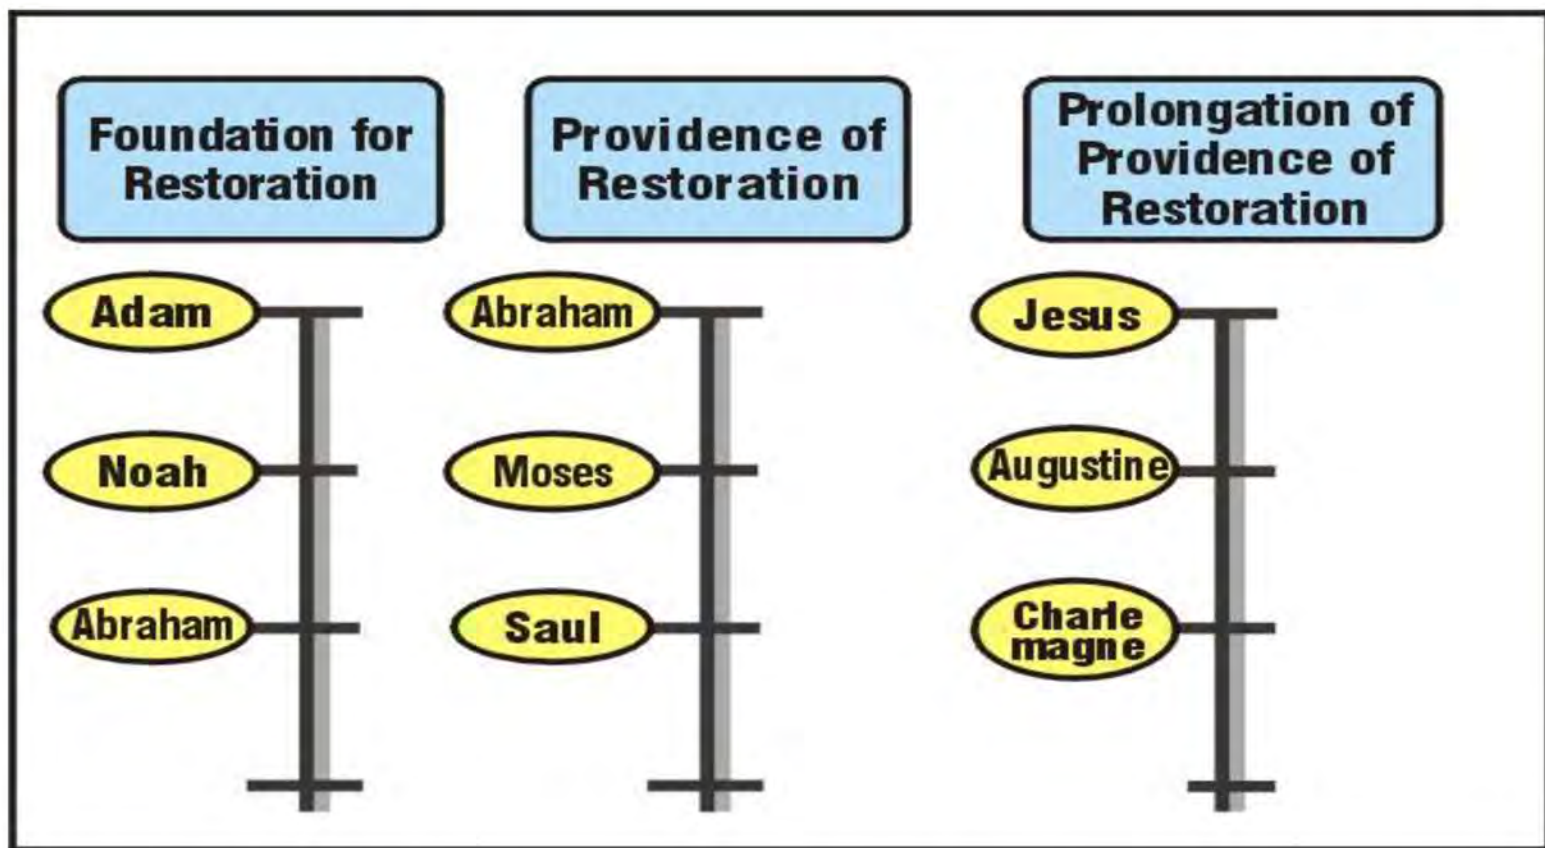 Foundation for
Restoration
Providence of
Restoration
Prolongation of
Providence of
Restoration
Adam
Abraham
Jesus
Noah
Moses
Augustine
Abraham
Saul
Charle
magne